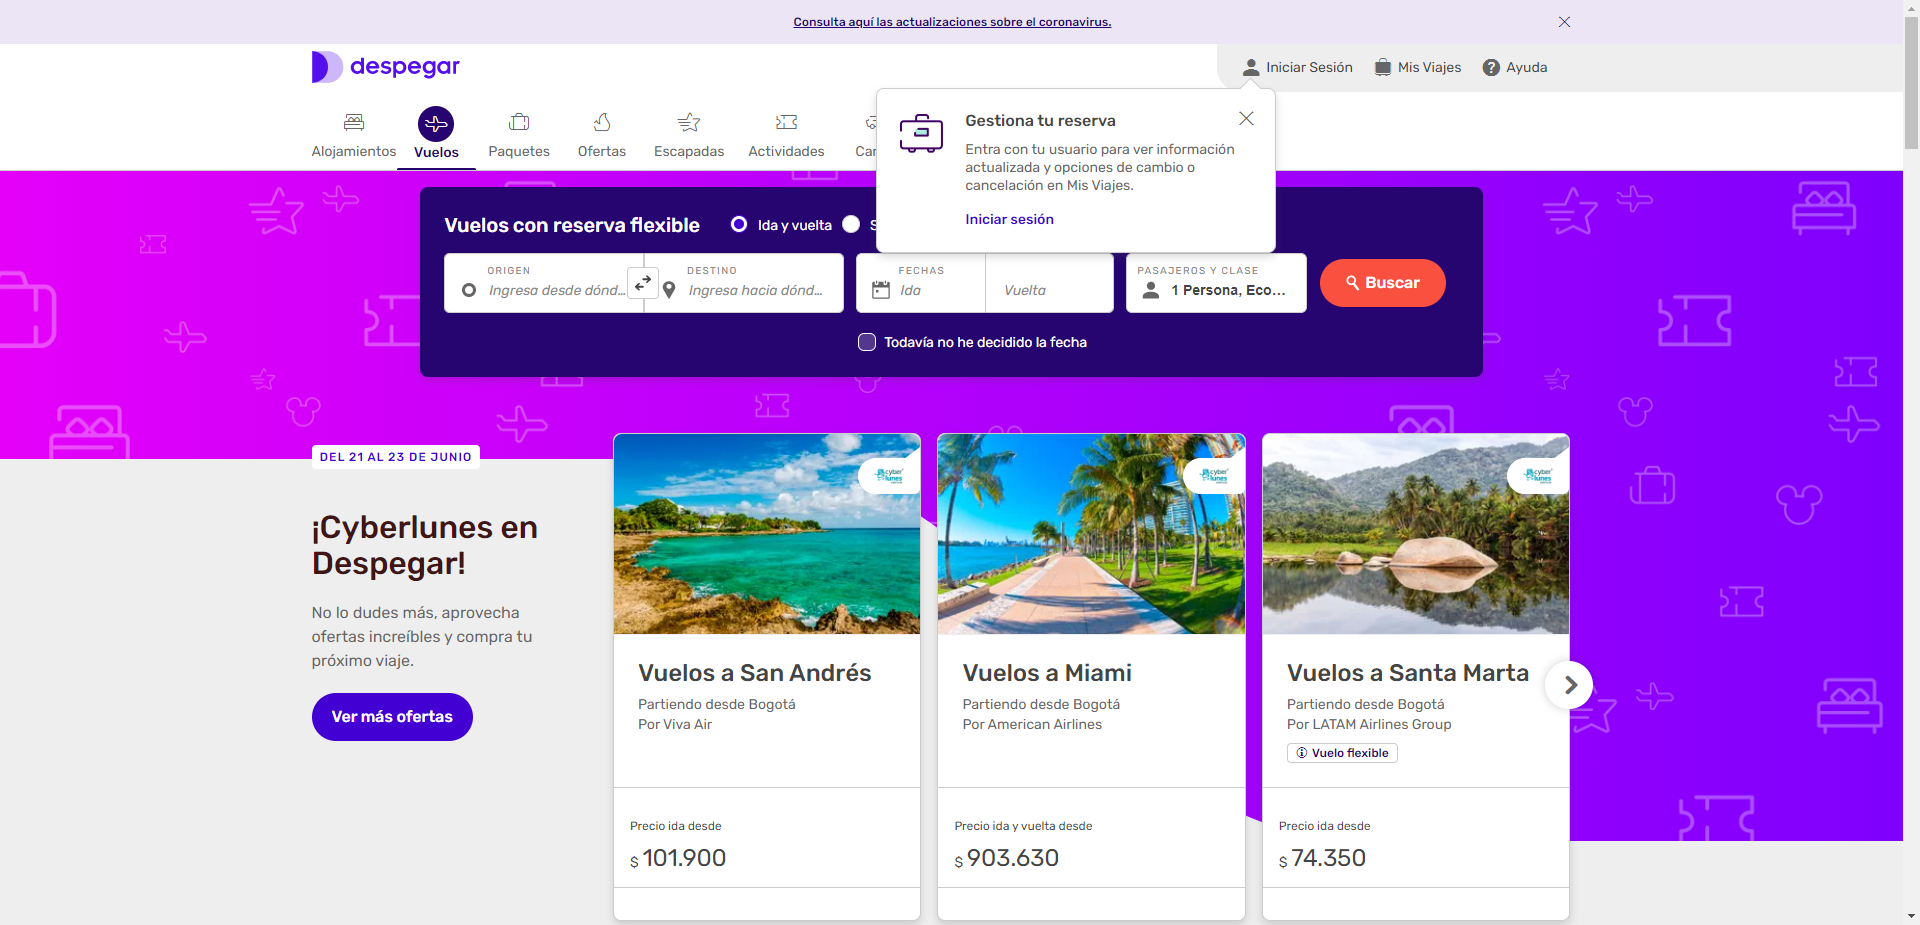 Consulta aquí las actualizaciones sobre el coronavirus.
despegar
Iniciar Sesión
Mis Viajes
Ayuda
Alojamientos
Vuelos
Paquetes
Ofertas
Escapadas
Actividades
Gestiona tu reserva
Entra con tu usuario para ver información
actualizada y opciones de cambio o
cancelación en Mis Viajes.
Iniciar sesión
Vuelos con reserva flexible
Ida y vuelta
ORIGEN
Ingresa desde dónd...
DESTINO
Ingresa hacia dónd...
FECHAS
Ida
Vuelta
PASAJEROS Y CLASE
1 Persona, Eco...
Buscar
Todavía no he decidido la fecha
DEL 21 AL 23 DE JUNIO
¡Cyberlunes en
Despegar!
No lo dudes más, aprovecha
ofertas increíbles y compra tu
próximo viaje.
Ver más ofertas
cyber
lunes
Vuelos a San Andrés
Partiendo desde Bogotá
Por Viva Air
Precio ida desde
$ 101.900
cyber
lunes
Vuelos a Miami
Partiendo desde Bogotá
Por American Airlines
Precio ida y vuelta desde
$ 903.630
cyber
lunes
Vuelos a Santa Marta
Partiendo desde Bogotá
Por LATAM Airlines Group
Vuelo flexible
Precio ida desde
$ 74.350